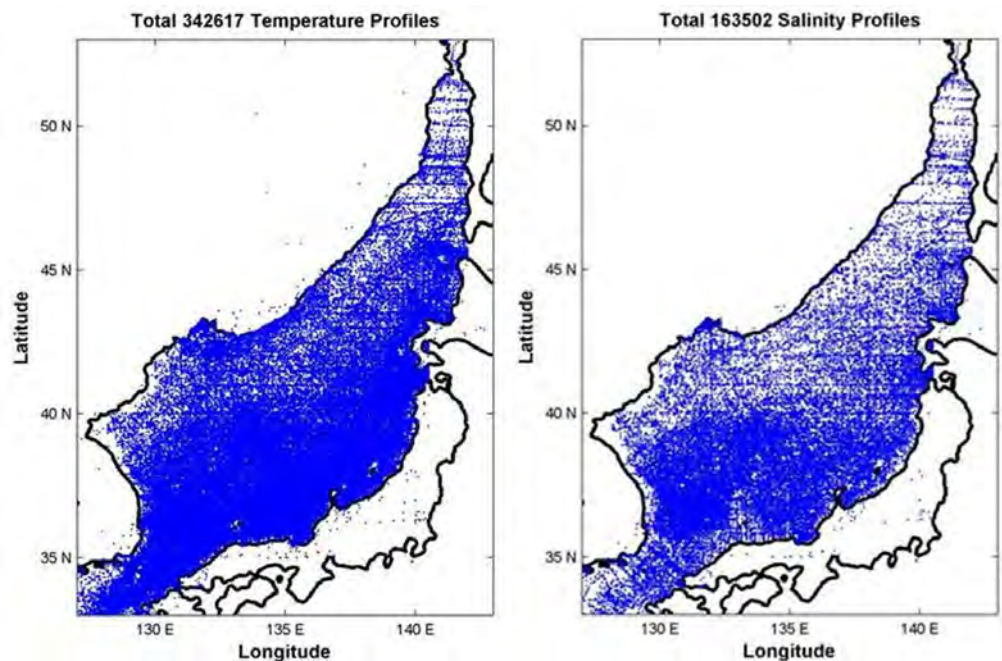 Total 342617 Temperature Profiles
50 N
45 N
40 N
35 N
Latitude
130 E
135 E
140 E
Longitude
Total 163502 Salinity Profiles
50 N
45 N
40 N
35 N
Latitude
130 E
135 E
140 E
Longitude